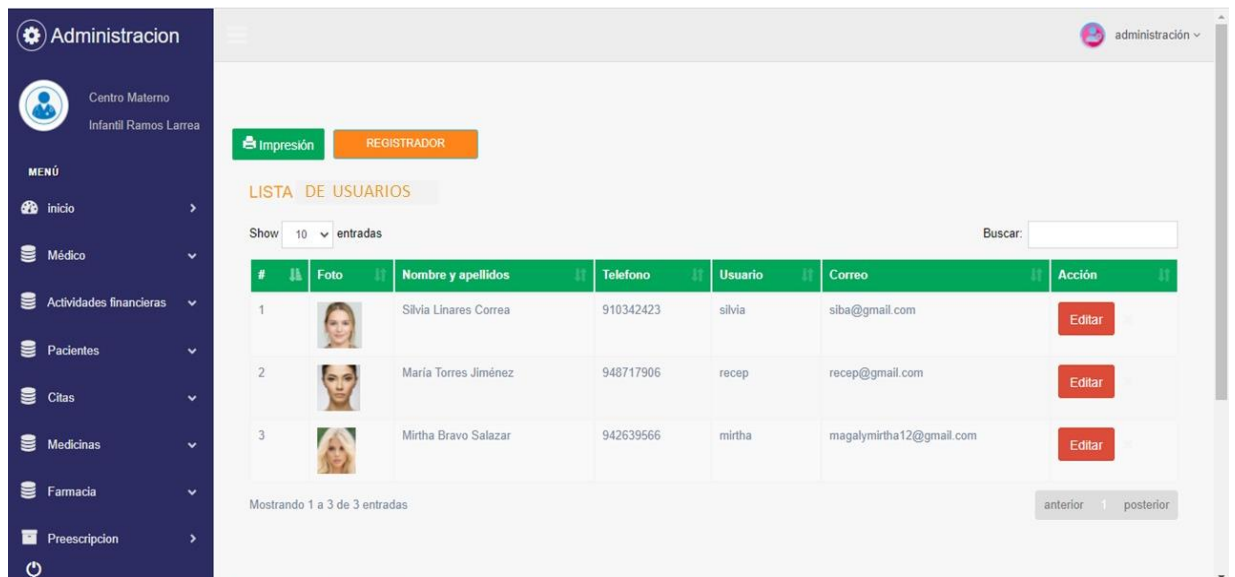 Administracion
administración
Centro Materno
Infantil Ramos Larrea
MENÚ
inicio
Médico
Actividades financieras
Pacientes
Citas
Medicinas
Farmacia
Preescripcion
Impresión REGISTRADOR
LISTA DE USUARIOS
Show 10 entradas Buscar:
# Foto Nombre y apellidos Telefono Usuario Correo Acción
1 Silvia Linares Correa 910342423 silvia siba@gmail.com Editar
2 María Torres Jiménez 948717906 recep recep@gmail.com Editar
3 Mirtha Bravo Salazar 942639566 mirtha magalymirtha12@gmail.com Editar
Mostrando 1 a 3 de 3 entradas anterior 1 posterior